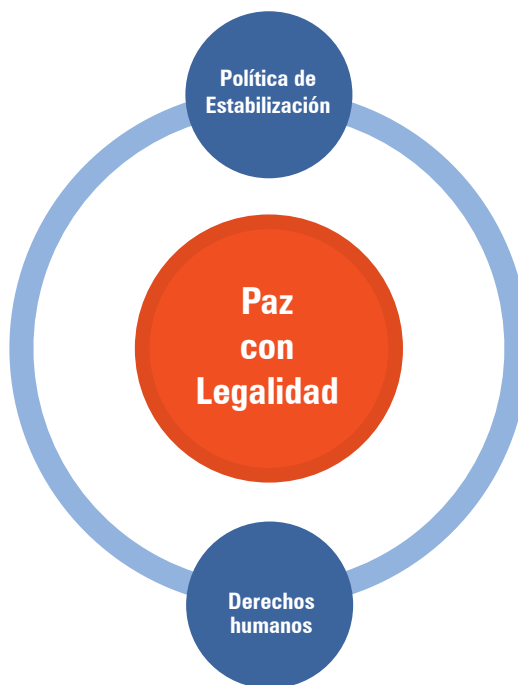 Política de
Estabilización
Paz
con
Legalidad
Derechos
humanos